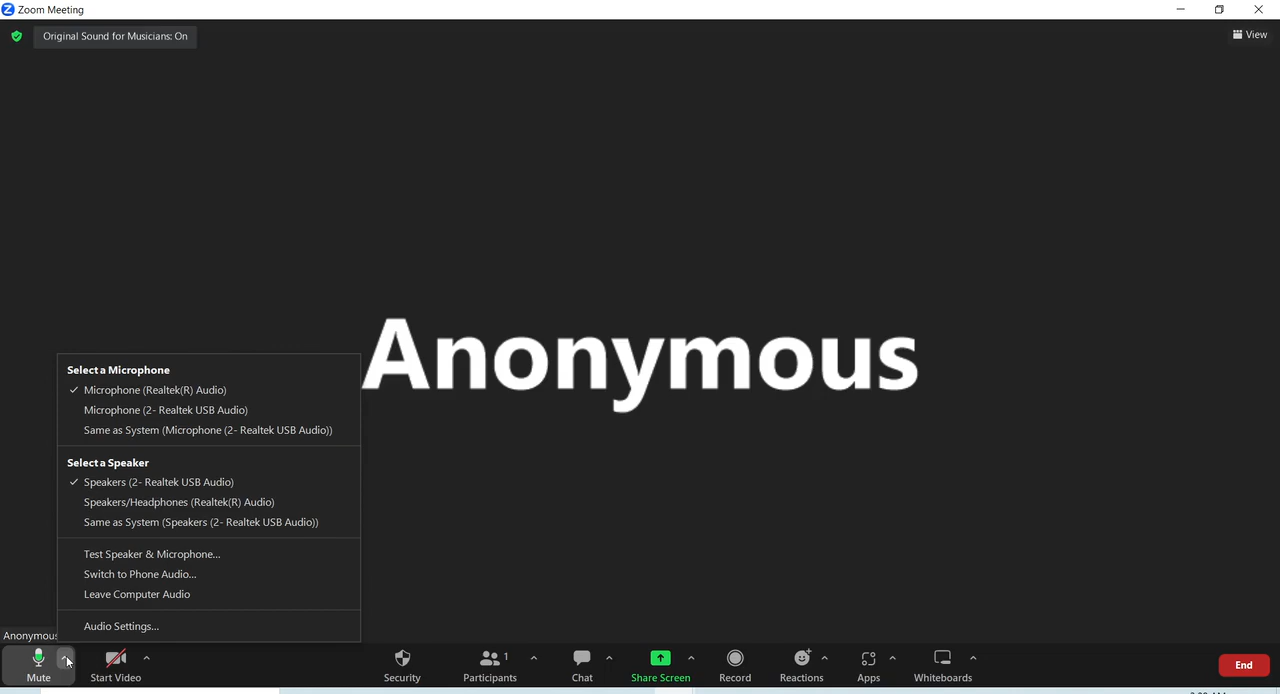 Zoom Meeting
Original Sound for Musicians: On
View
Anonymous
Select a Microphone
Microphone (Realtek(R) Audio)
Microphone (2- Realtek USB Audio)
Same as System (Microphone (2- Realtek USB Audio))
Select a Speaker
Speakers (2- Realtek USB Audio)
Speakers/Headphones (Realtek(R) Audio)
Same as System (Speakers (2- Realtek USB Audio))
Test Speaker & Microphone...
Switch to Phone Audio...
Leave Computer Audio
Audio Settings...
Anonymous
1
Mute Start Video Security Participants Chat Share Screen Record Reactions Apps Whiteboards End